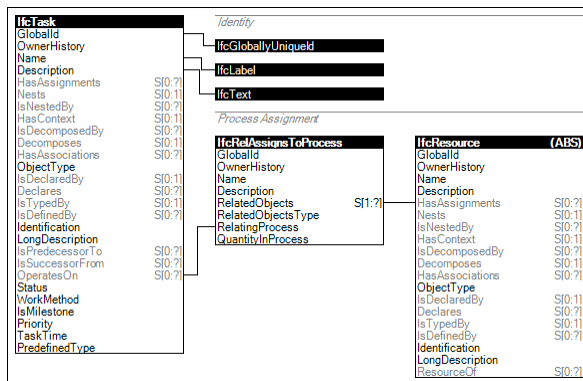 IfcTask
GlobalId
OwnerHistory
Name
Description
HasAssignments S[0:?]
Nests S[0:1]
IsNestedBy S[0:?]
HasContext S[0:1]
IsDecomposedBy S[0:?]
Decomposes S[0:1]
HasAssociations S[0:?]
ObjectType
IsDeclaredBy S[0:1]
Declares S[0:?]
IsTypedBy S[0:1]
IsDefinedBy S[0:?]
Identification
LongDescription
IsPredecessorTo S[0:?]
IsSuccessorFrom S[0:?]
OperatesOn S[0:?]
Status
WorkMethod
IsMilestone
Priority
TaskTime
PredefinedType
Identity
IfcGloballyUniqueId
IfcLabel
IfcText
Process Assignment
IfcRelAssignsToProcess
GlobalId
OwnerHistory
Name
Description
RelatedObjects S[1:?]
RelatedObjectsType
RelatingProcess
QuantityInProcess
IfcResource (ABS)
GlobalId
OwnerHistory
Name
Description
HasAssignments S[0:?]
Nests S[0:1]
IsNestedBy S[0:?]
HasContext S[0:1]
IsDecomposedBy S[0:?]
Decomposes S[0:1]
HasAssociations S[0:?]
ObjectType
IsDeclaredBy S[0:1]
Declares S[0:?]
IsTypedBy S[0:1]
IsDefinedBy S[0:?]
Identification
LongDescription
ResourceOf S[0:?]